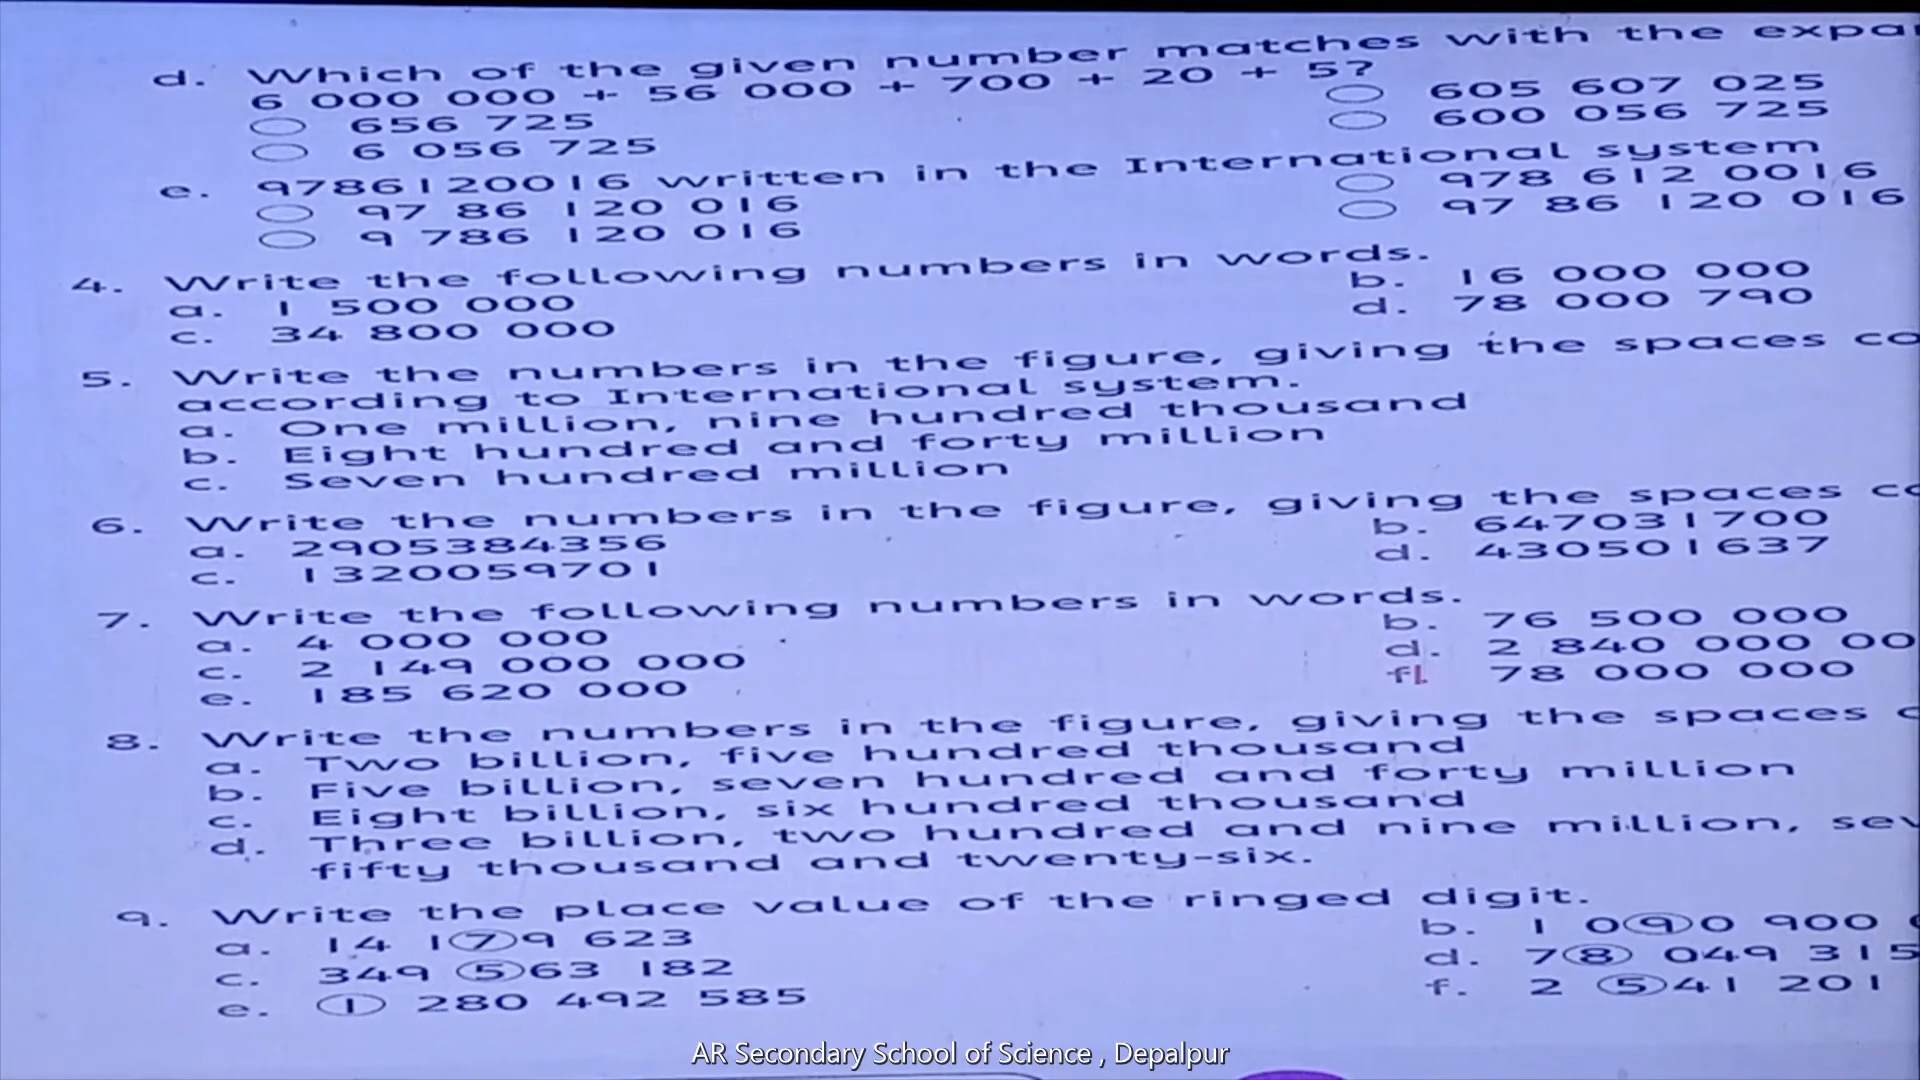 d. Which of the given number matches with the
6 000 000 + 56 000 + 700 + 20 + 5?
656 725 605 607 025
6 056 725 600 056 725
e. 9786120016 written in the International system
97 86 120 016 978 612 0016
9 786 120 016 97 86 120 016
4. Write the following numbers in words.
a. 1 500 000 b. 16 000 000
c. 34 800 000 d. 78 000 790
5. Write the numbers in the figure, giving the spaces
according to International system.
a. One million, nine hundred thousand
b. Eight hundred and forty million
c. Seven hundred million
6. Write the numbers in the figure, giving the spaces
a. 2905384356 b. 647031700
c. 1320059701 d. 430501637
7. Write the following numbers in words.
a. 4 000 000 b. 76 500 000
c. 2 149 000 000 d. 2 840 000 00
e. 185 620 000 f. 78 000 000
8. Write the numbers in the figure, giving the spaces
a. Two billion, five hundred thousand
b. Five billion, seven hundred and forty million
c. Eight billion, six hundred thousand
d. Three billion, two hundred and nine million,
fifty thousand and twenty-six.
9. Write the place value of the ringed digit.
a. 14 179 623 b. 1 090 900
c. 349 563 182 d. 78 049 315
e. 1 280 492 585 f. 2 541 201
AR Secondary School of Science , Depalpur